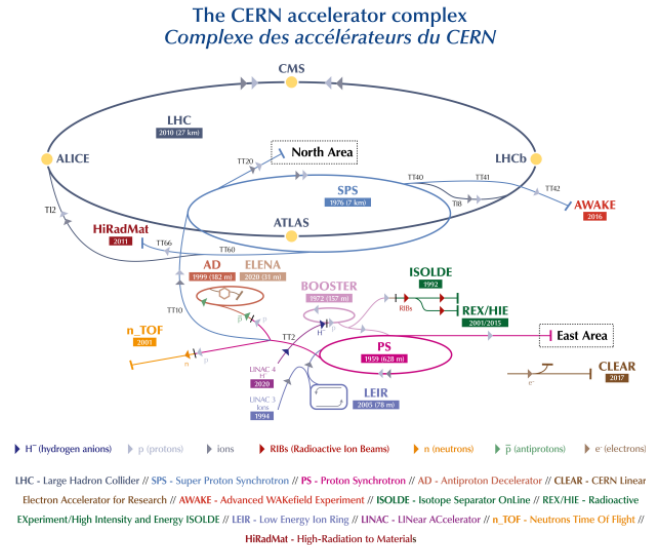 The CERN accelerator complex
Complexe des accélérateurs du CERN
CMS
LHC
2010 (27 km)
North Area
ALICE
TT20
LHCb
TT40
TT41
SPS
1976 (7 km)
TI8
TT42
TI2
AWAKE
2016
ATLAS
HiRadMat
2011
TT66
TT60
AD
1999 (182 m)
ELENA
2020 (31 m)
ISOLDE
1992
BOOSTER
1972 (157 m)
REX/HIE
2001/2015
RIBs
TT10
p
p
TT2
H⁻
p
East Area
n_TOF
2001
n
p
PS
1959 (628 m)
LINAC 4
H⁻
2020
CLEAR
2017
e⁻
LINAC 3
Ions
1994
LEIR
2005 (78 m)
H⁻ (hydrogen anions) p (protons) ions RIBs (Radioactive Ion Beams) n (neutrons) p̅ (antiprotons) e⁻ (electrons)
LHC - Large Hadron Collider // SPS - Super Proton Synchrotron // PS - Proton Synchrotron // AD - Antiproton Decelerator // CLEAR - CERN Linear
Electron Accelerator for Research // AWAKE - Advanced WAKefield Experiment // ISOLDE - Isotope Separator OnLine // REX/HIE - Radioactive
EXperiment/High Intensity and Energy ISOLDE // LEIR - Low Energy Ion Ring // LINAC - LINear ACcelerator // n_TOF - Neutrons Time Of Flight //
HiRadMat - High-Radiation to Materials